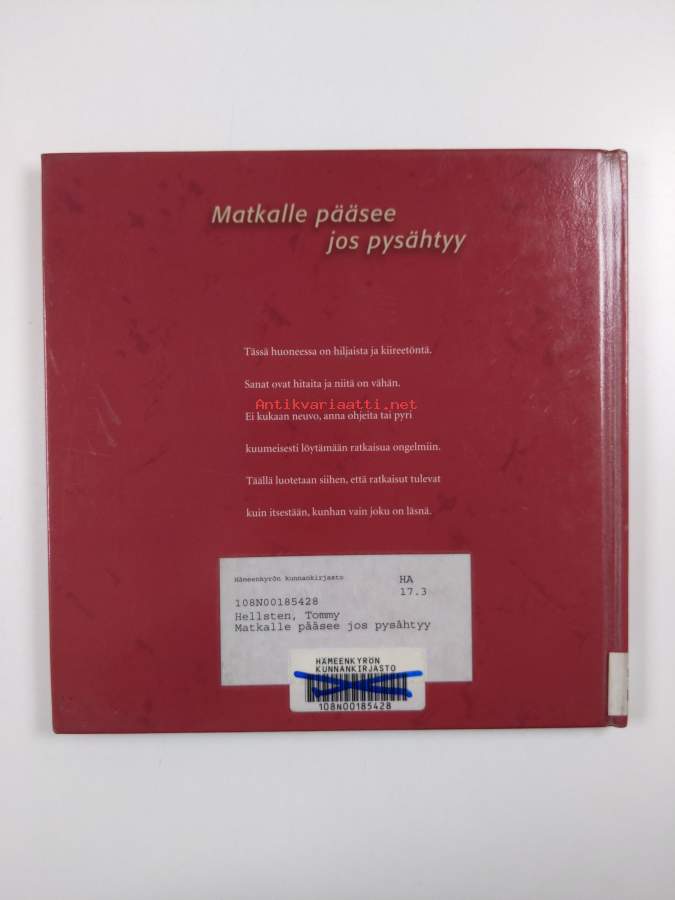 Matkalle pääsee
jos pysähtyy
Tässä huoneessa on hiljaista ja kiireetöntä.
Sanat ovat hitaita ja niitä on vähän.
Antikvariaatti.net
Ei kukaan neuvo, anna ohjeita tai pyri
kuumeisesti löytämään ratkaisua ongelmiin.
Täällä luotetaan siihen, että ratkaisut tulevat
kuin itsestään, kunhan vain joku on läsnä.
Hämeenkyrön kunnankirjasto
HA
17.3
108N00185428
Hellsten, Tommy
Matkalle pääsee jos pysähtyy
HÄMEENKYRÖN
KUNNANKIRJASTO
108N00185428